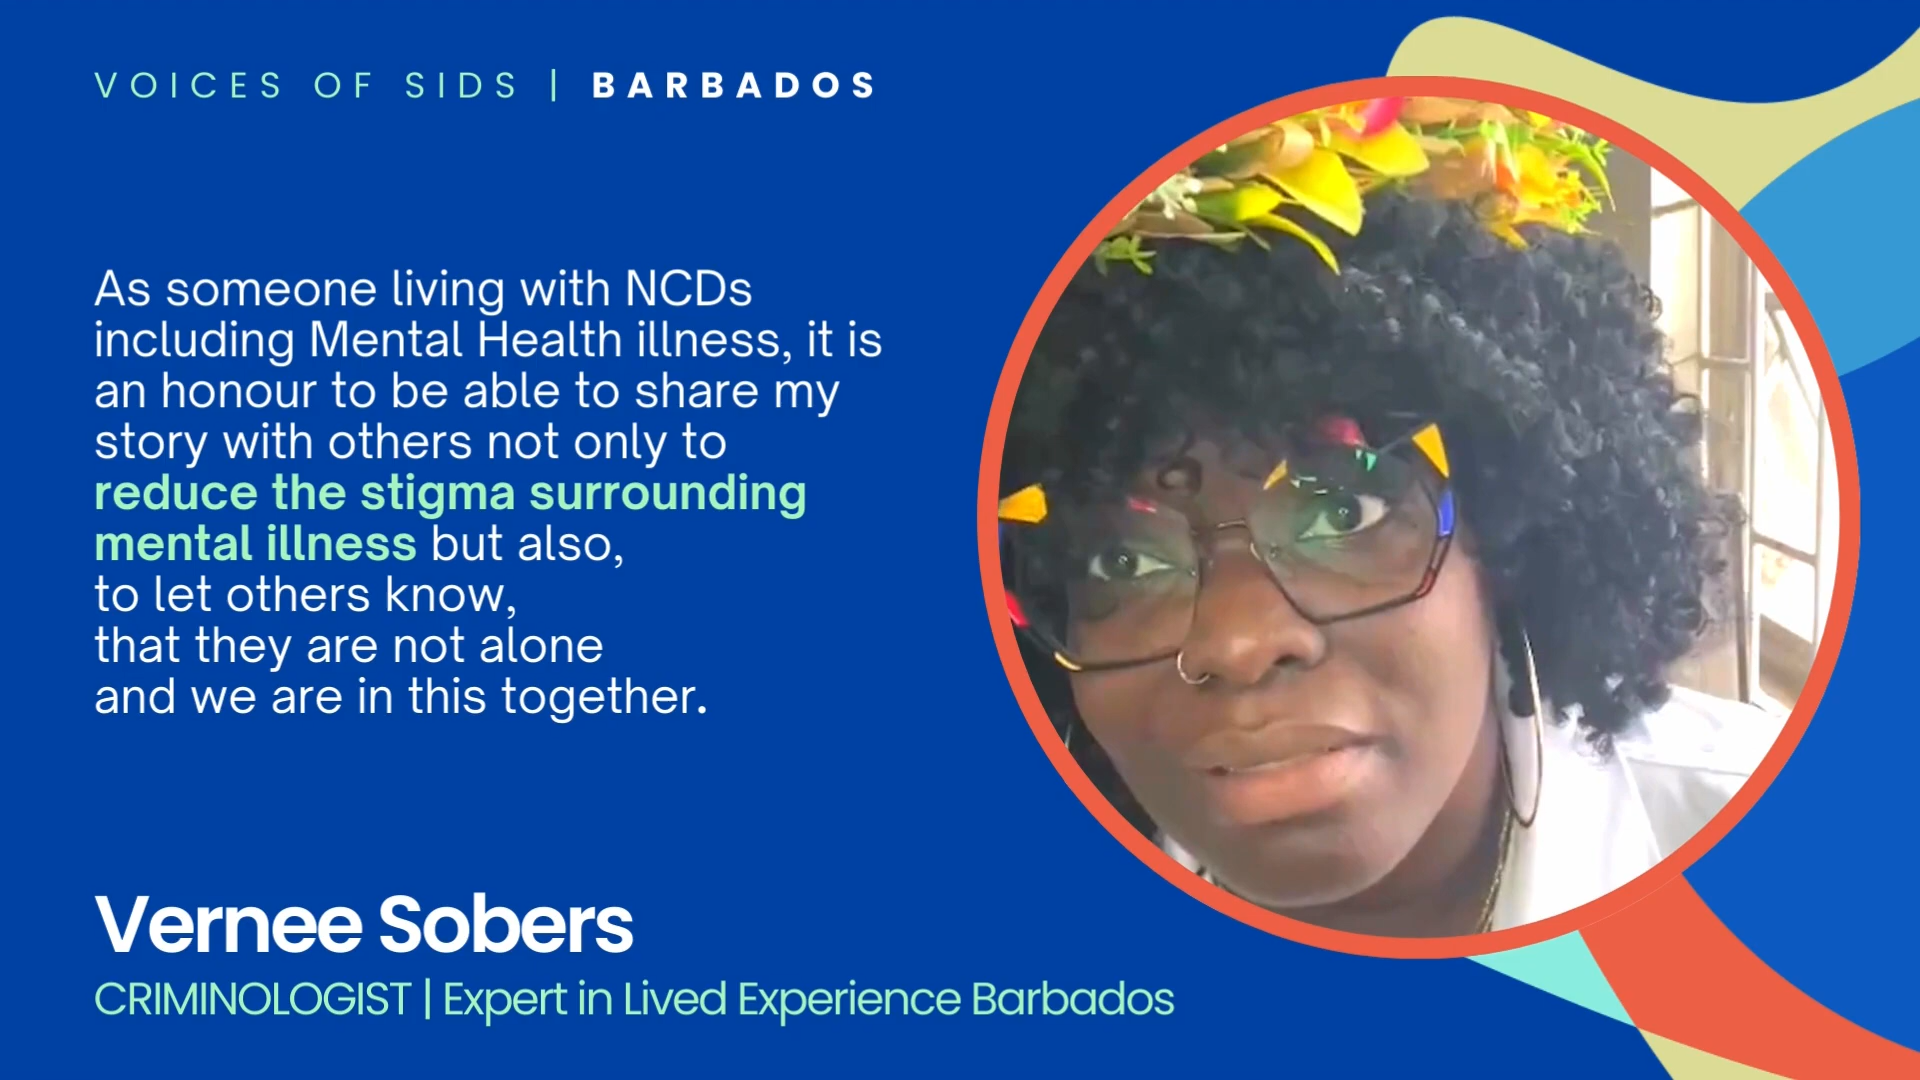 VOICES OF SIDS | BARBADOS
As someone living with NCDs
including Mental Health illness, it is
an honour to be able to share my
story with others not only to
reduce the stigma surrounding
mental illness but also,
to let others know,
that they are not alone
and we are in this together.
Vernee Sobers
CRIMINOLOGIST | Expert in Lived Experience Barbados